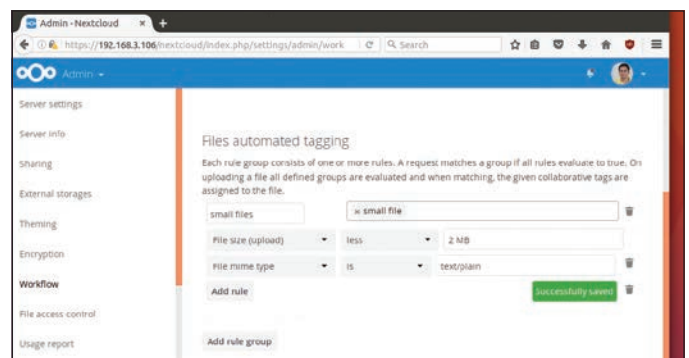 Admin - Nextcloud
https://192.168.3.106/nextcloud/index.php/settings/admin/work
Search
Admin
Server settings
Server info
Sharing
External storages
Theming
Encryption
Workflow
File access control
Usage report
Files automated tagging
Each rule group consists of one or more rules. A request matches a group if all rules evaluate to true. On
uploading a file all defined groups are evaluated and when matching, the given collaborative tags are
assigned to the file.
small files
× small file
File size (upload)
less
2 MB
File mime type
is
text/plain
Add rule
Successfully saved
Add rule group